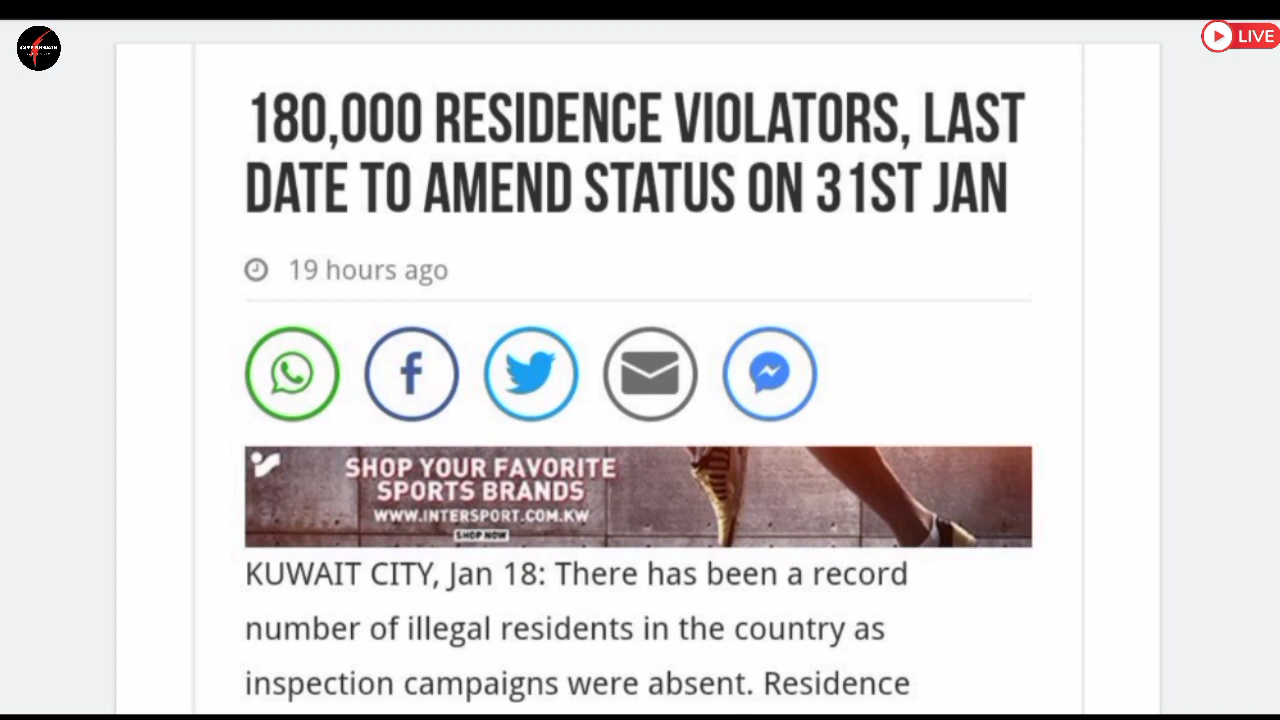 LIVE
180,000 RESIDENCE VIOLATORS, LAST
DATE TO AMEND STATUS ON 31ST JAN
19 hours ago
SHOP YOUR FAVORITE
SPORTS BRANDS
WWW.INTERSPORT.COM.KW
SHOP NOW
KUWAIT CITY, Jan 18: There has been a record
number of illegal residents in the country as
inspection campaigns were absent. Residence